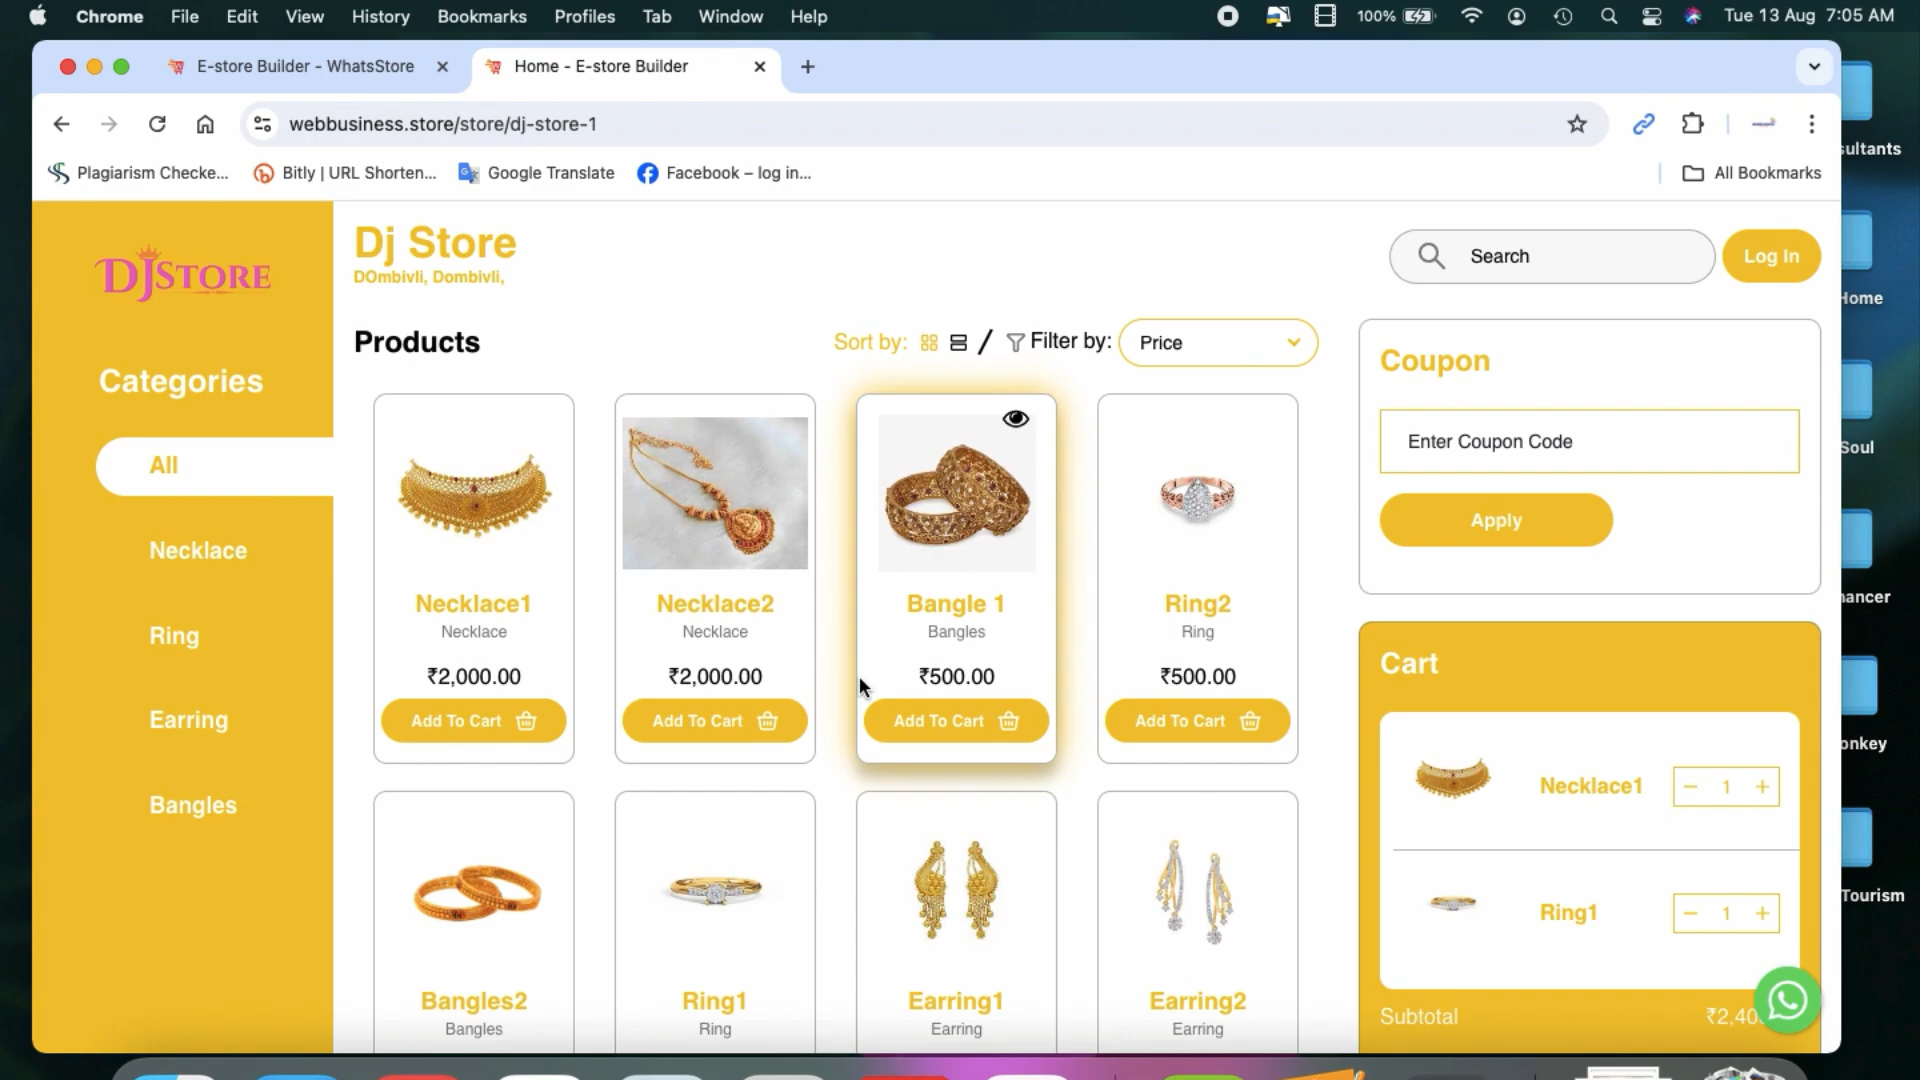 Chrome File Edit View History Bookmarks Profiles Tab Window Help 100% Tue 13 Aug 7:05 AM
E-store Builder - WhatsStore Home - E-store Builder
webbusiness.store/store/dj-store-1
Plagiarism Checke... Bitly | URL Shorten... Google Translate Facebook – log in... All Bookmarks
DJSTORE
Categories
All
Necklace
Ring
Earring
Bangles
Dj Store
DOmbivli, Dombivli,
Search
Log In
Products
Sort by: / Filter by: Price
Necklace1
Necklace
₹2,000.00
Add To Cart
Necklace2
Necklace
₹2,000.00
Add To Cart
Bangle 1
Bangles
₹500.00
Add To Cart
Ring2
Ring
₹500.00
Add To Cart
Bangles2
Bangles
Ring1
Ring
Earring1
Earring
Earring2
Earring
Coupon
Enter Coupon Code
Apply
Cart
Necklace1 − 1 +
Ring1 − 1 +
Subtotal
sultants
Home
Soul
ancer
onkey
Tourism